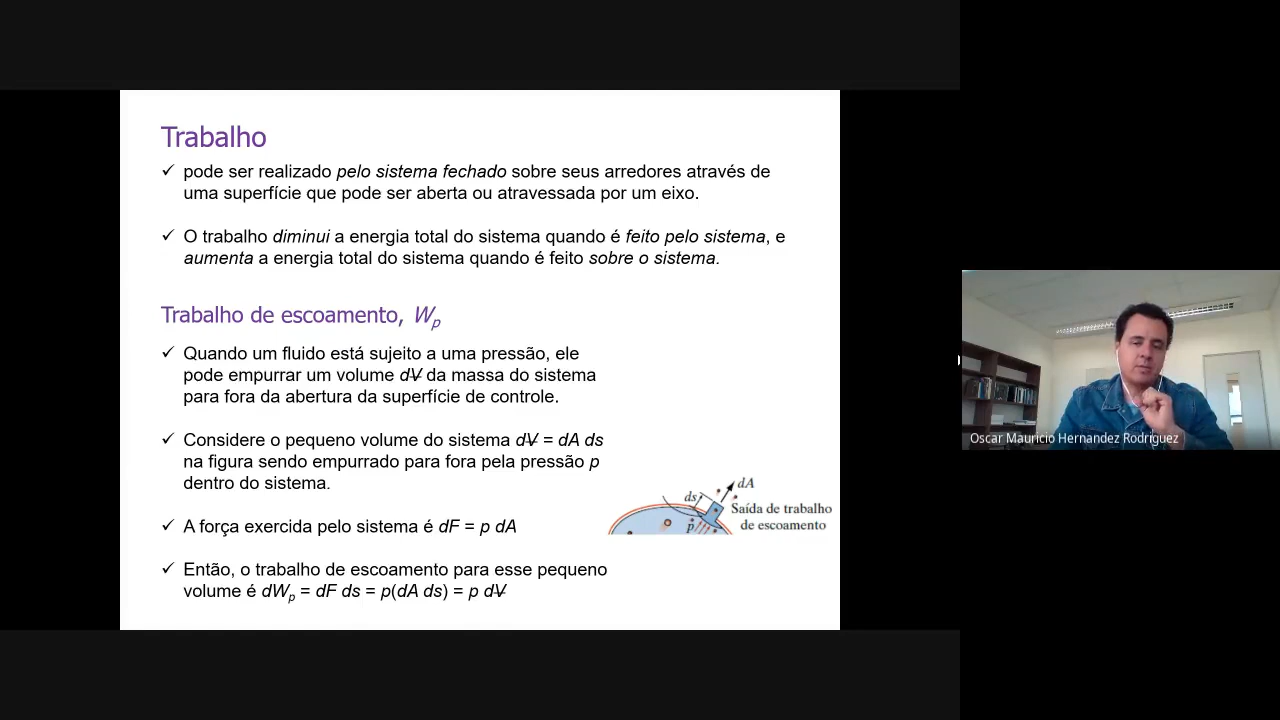 Trabalho
✓ pode ser realizado pelo sistema fechado sobre seus arredores através de
uma superfície que pode ser aberta ou atravessada por um eixo.
✓ O trabalho diminui a energia total do sistema quando é feito pelo sistema, e
aumenta a energia total do sistema quando é feito sobre o sistema.
Trabalho de escoamento, Wp
✓ Quando um fluido está sujeito a uma pressão, ele
pode empurrar um volume dV̶ da massa do sistema
para fora da abertura da superfície de controle.
✓ Considere o pequeno volume do sistema dV̶ = dA ds
na figura sendo empurrado para fora pela pressão p
dentro do sistema.
✓ A força exercida pelo sistema é dF = p dA
✓ Então, o trabalho de escoamento para esse pequeno
volume é dWp = dF ds = p(dA ds) = p dV̶
dA
ds
p
Saída de trabalho
de escoamento
Oscar Mauricio Hernandez Rodriguez